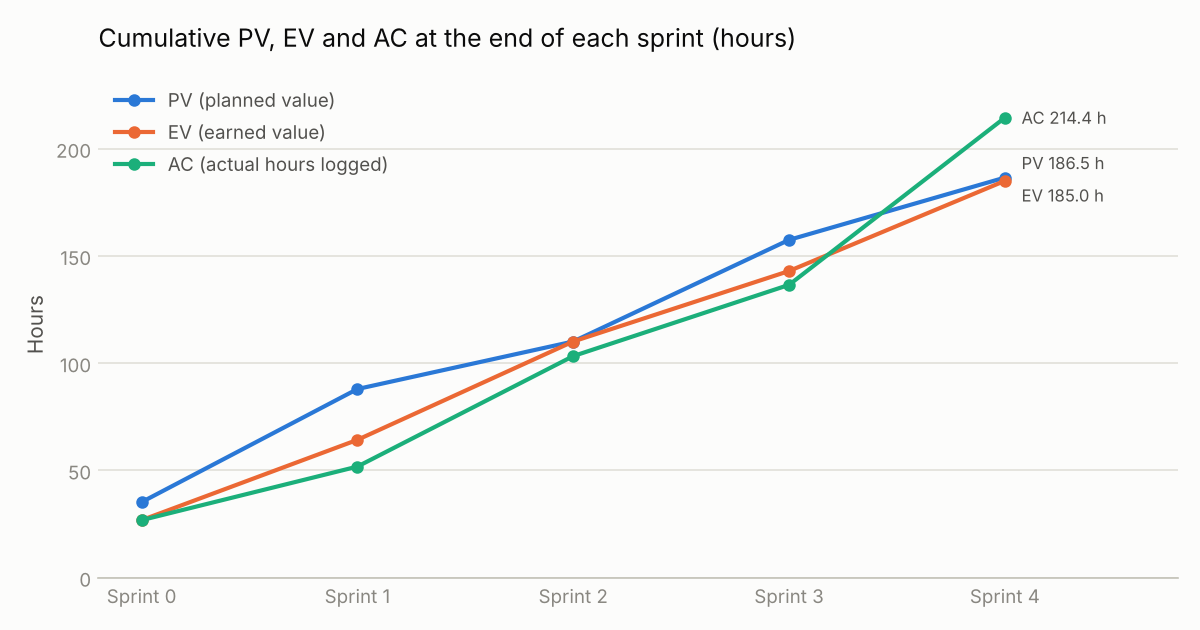 Cumulative PV, EV and AC at the end of each sprint (hours)
PV (planned value)
EV (earned value)
AC (actual hours logged)
AC 214.4 h
PV 186.5 h
EV 185.0 h
Hours
200
150
100
50
0
Sprint 0
Sprint 1
Sprint 2
Sprint 3
Sprint 4